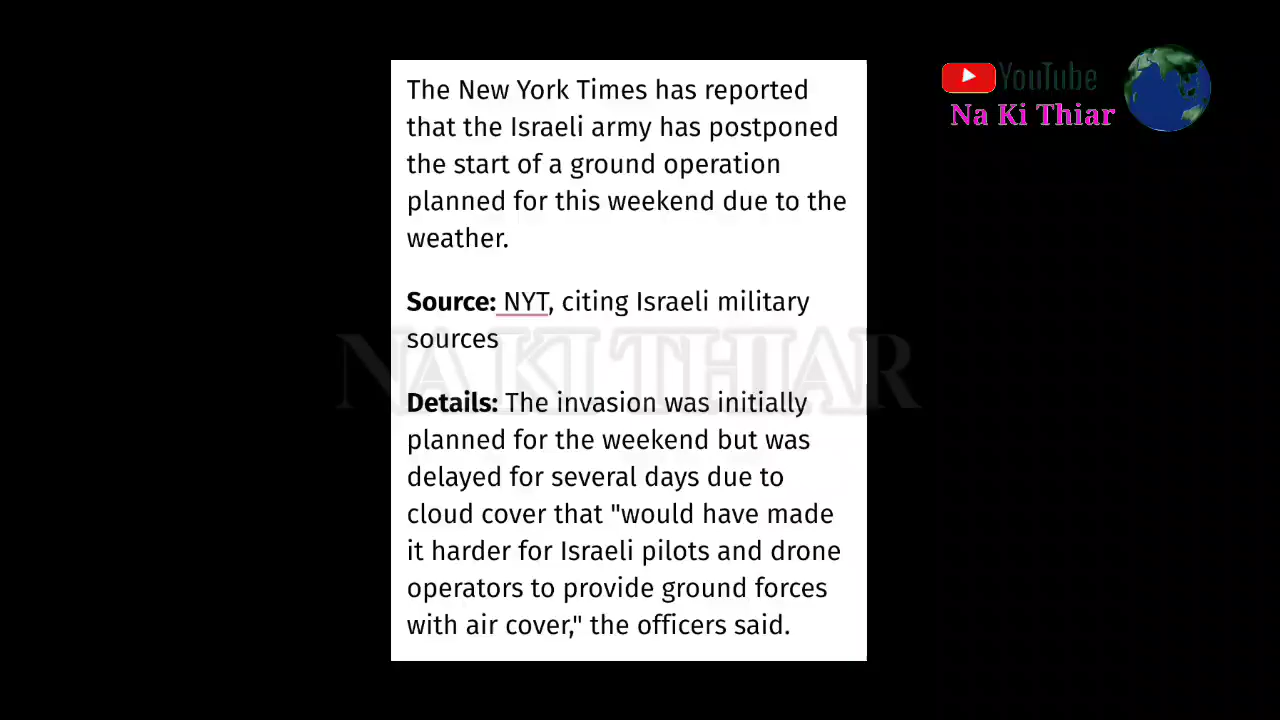 The New York Times has reported
that the Israeli army has postponed
the start of a ground operation
planned for this weekend due to the
weather.
Source: NYT, citing Israeli military
sources
Details: The invasion was initially
planned for the weekend but was
delayed for several days due to
cloud cover that "would have made
it harder for Israeli pilots and drone
operators to provide ground forces
with air cover," the officers said.
YouTube
Na Ki Thiar
NA KI THIAR